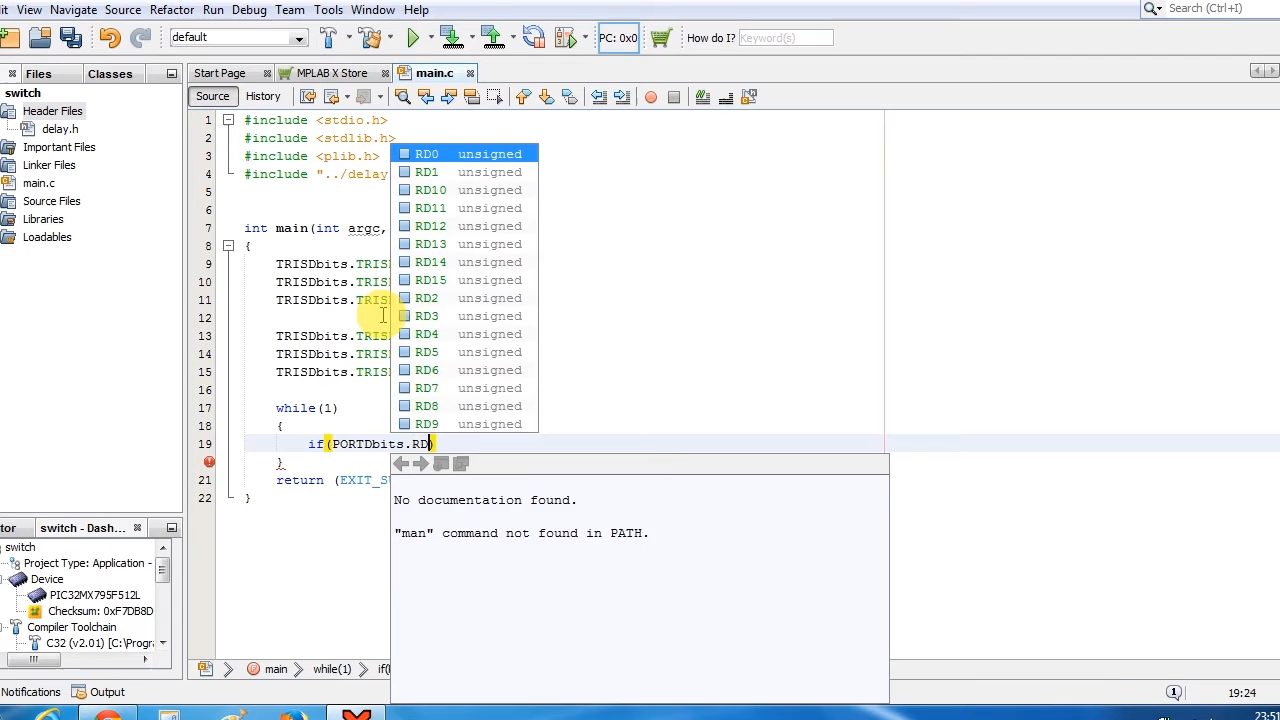 it View Navigate Source Refactor Run Debug Team Tools Window Help
Search (Ctrl+I)
default
PC: 0x0
How do I? Keyword(s)
Files Classes
Start Page MPLAB X Store main.c
Source History
switch
Header Files
delay.h
Important Files
Linker Files
main.c
Source Files
Libraries
Loadables
1 #include <stdio.h>
2 #include <stdlib.h>
3 #include <plib.h>
4 #include "../delay
5
6
7 int main(int argc,
8 {
9 TRISDbits.TRIS
10 TRISDbits.TRIS
11 TRISDbits.TRIS
12
13 TRISDbits.TRIS
14 TRISDbits.TRIS
15 TRISDbits.TRIS
16
17 while(1)
18 {
19 if(PORTDbits.RD)
}
21 return (EXIT_SU
22 }
RD0 unsigned
RD1 unsigned
RD10 unsigned
RD11 unsigned
RD12 unsigned
RD13 unsigned
RD14 unsigned
RD15 unsigned
RD2 unsigned
RD3 unsigned
RD4 unsigned
RD5 unsigned
RD6 unsigned
RD7 unsigned
RD8 unsigned
RD9 unsigned
No documentation found.
"man" command not found in PATH.
tor switch - Dash...
switch
Project Type: Application -
Device
PIC32MX795F512L
Checksum: 0xF7DB8D
Compiler Toolchain
C32 (v2.01) [C:\Progr
main while(1) if(
Notifications Output
1 19:24
23:51